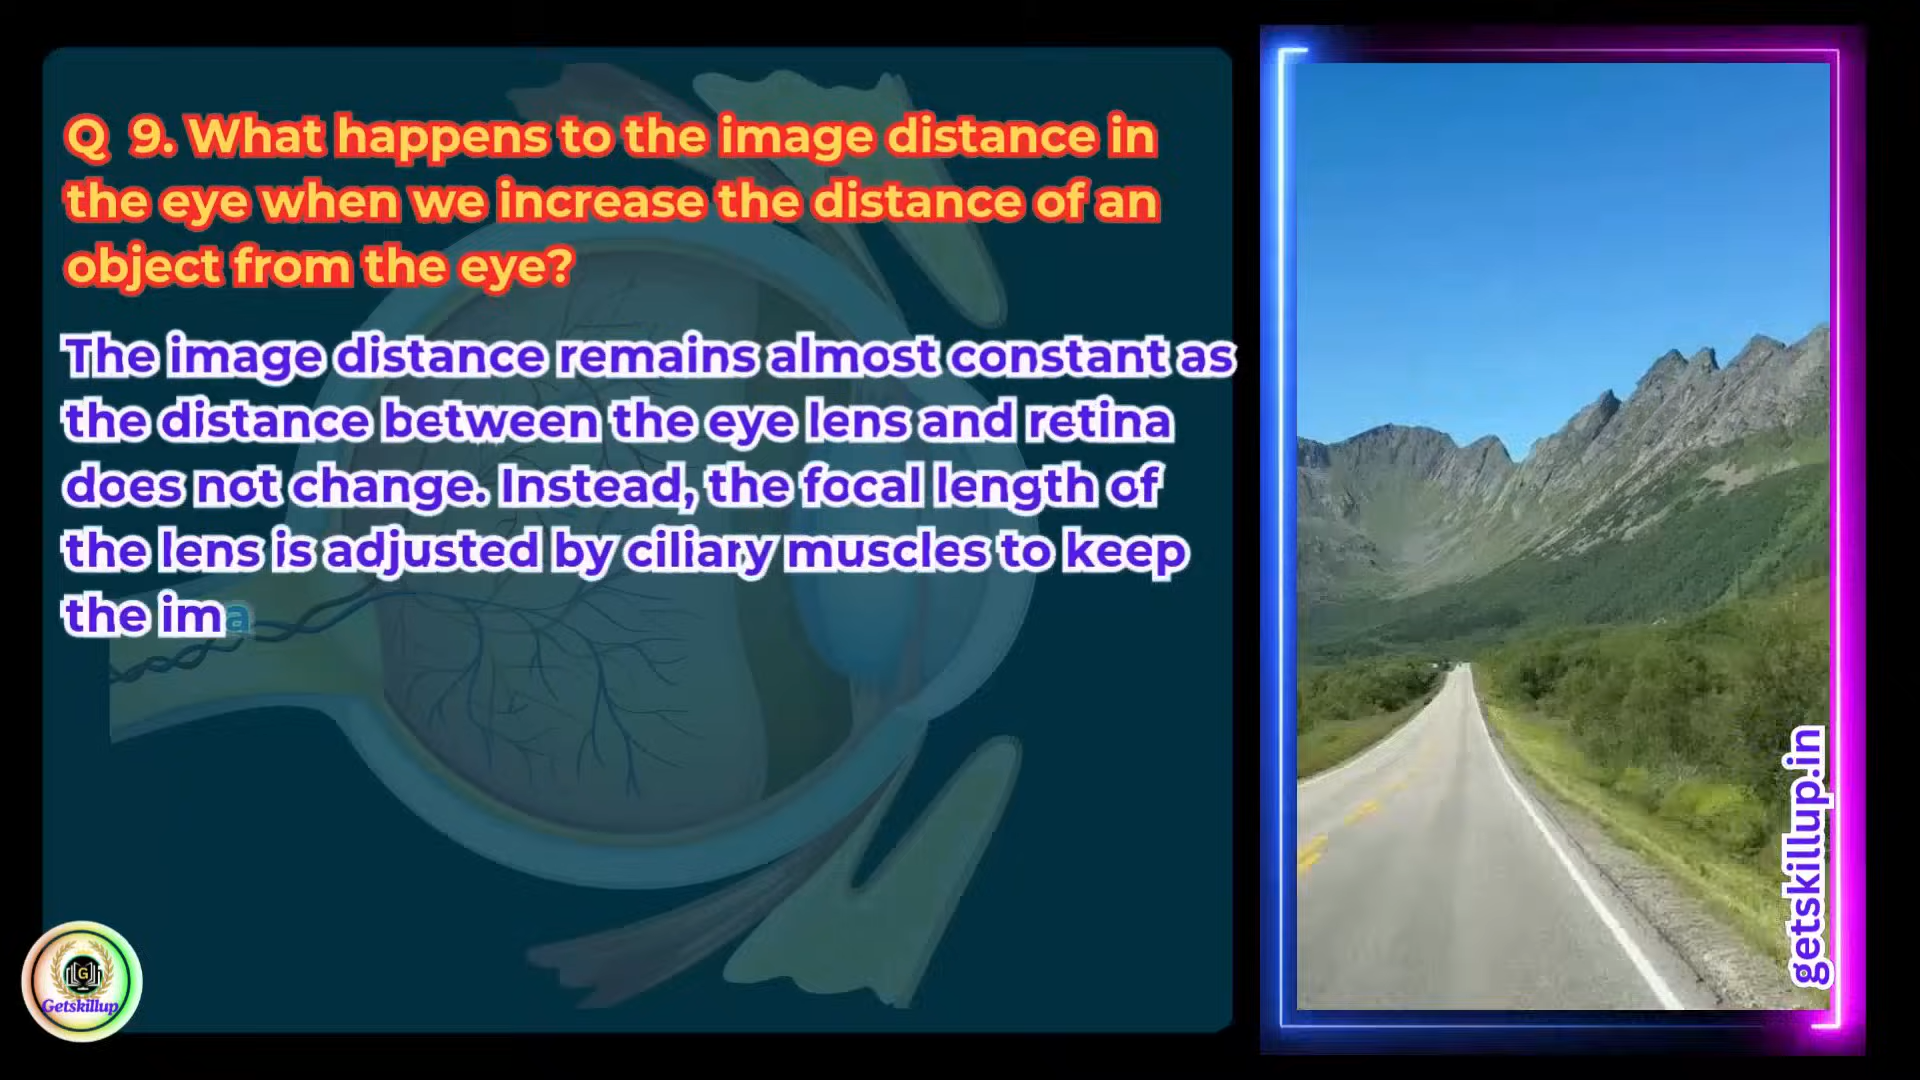 Q 9. What happens to the image distance in
the eye when we increase the distance of an
object from the eye?
The image distance remains almost constant as
the distance between the eye lens and retina
does not change. Instead, the focal length of
the lens is adjusted by ciliary muscles to keep
the ima
getskillup.in
G
Getskillup